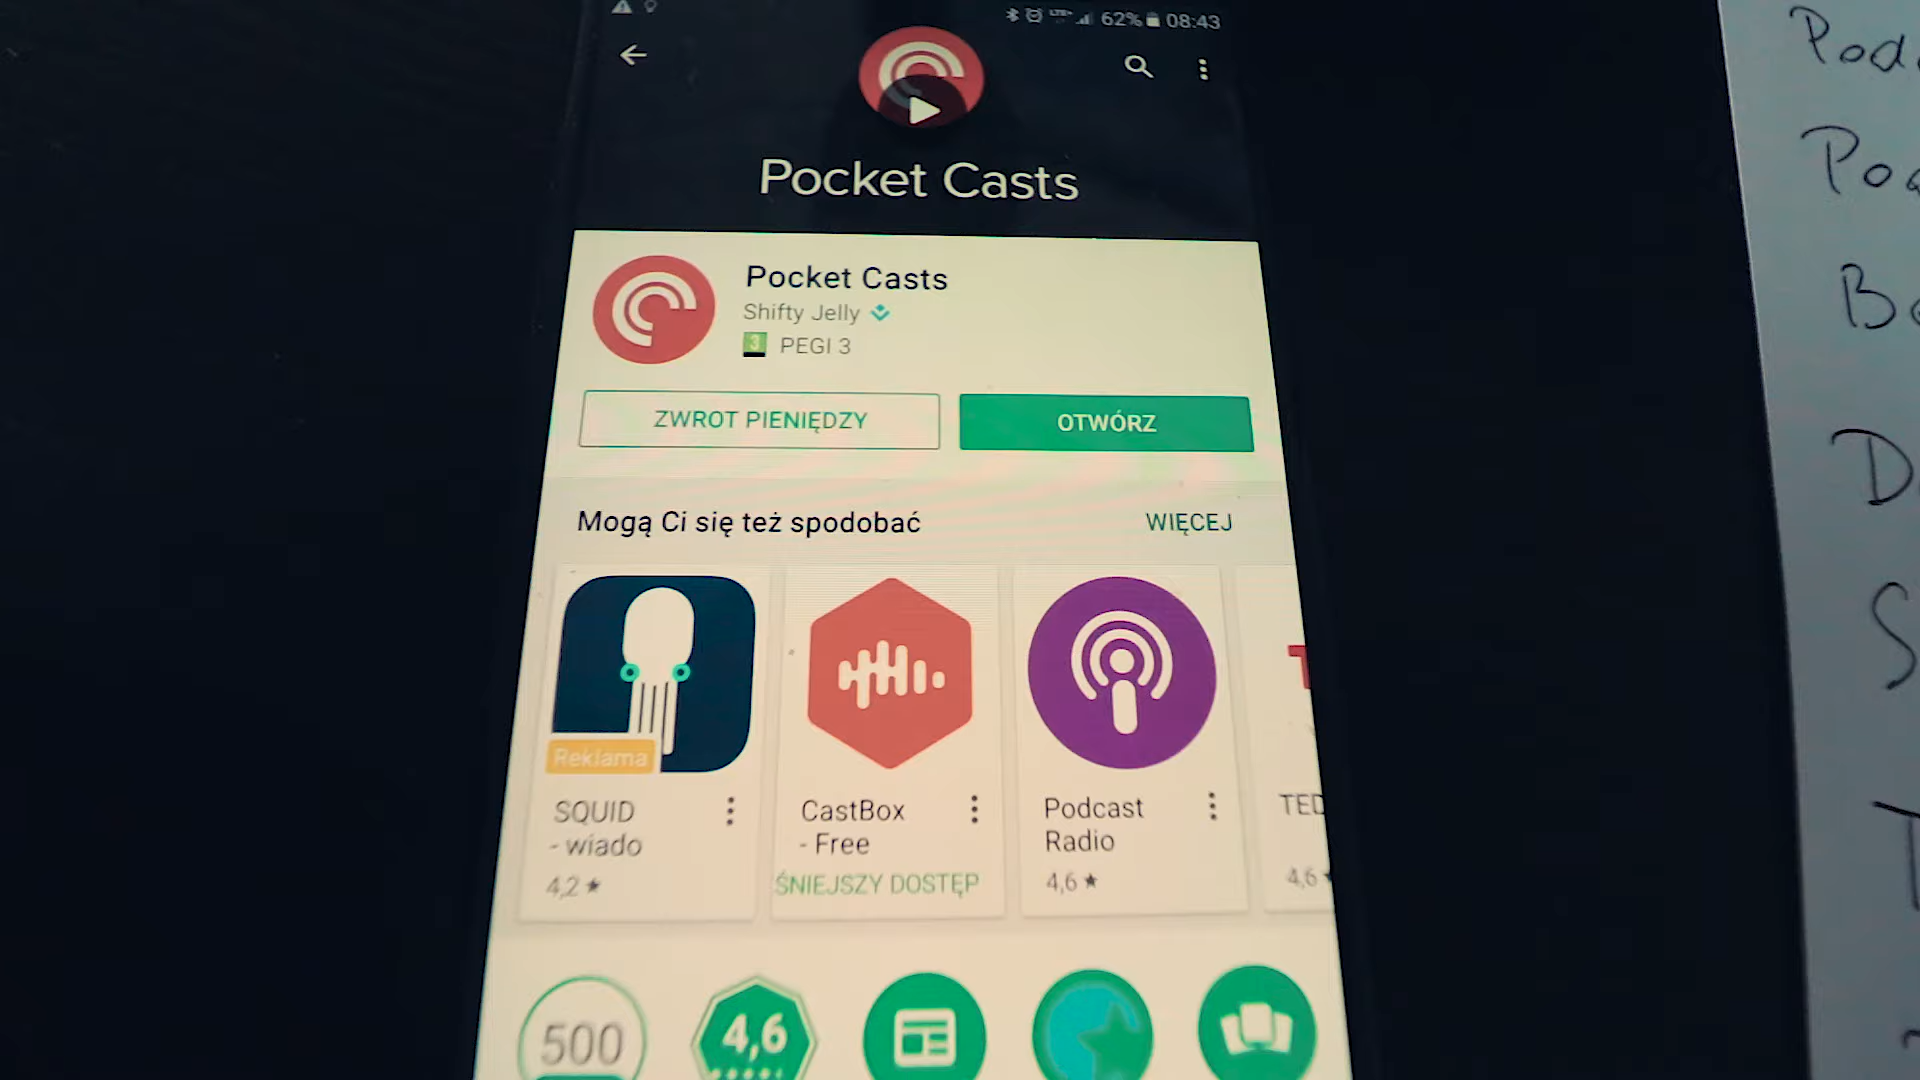 62% 08:43
Pocket Casts
Pocket Casts
Shifty Jelly
3 PEGI 3
ZWROT PIENIĘDZY
OTWÓRZ
Mogą Ci się też spodobać
WIĘCEJ
Reklama
SQUID
- wiado
4,2 ★
CastBox
- Free
ŚNIEJSZY DOSTĘP
Podcast
Radio
4,6 ★
TED
4,6
500
4,6